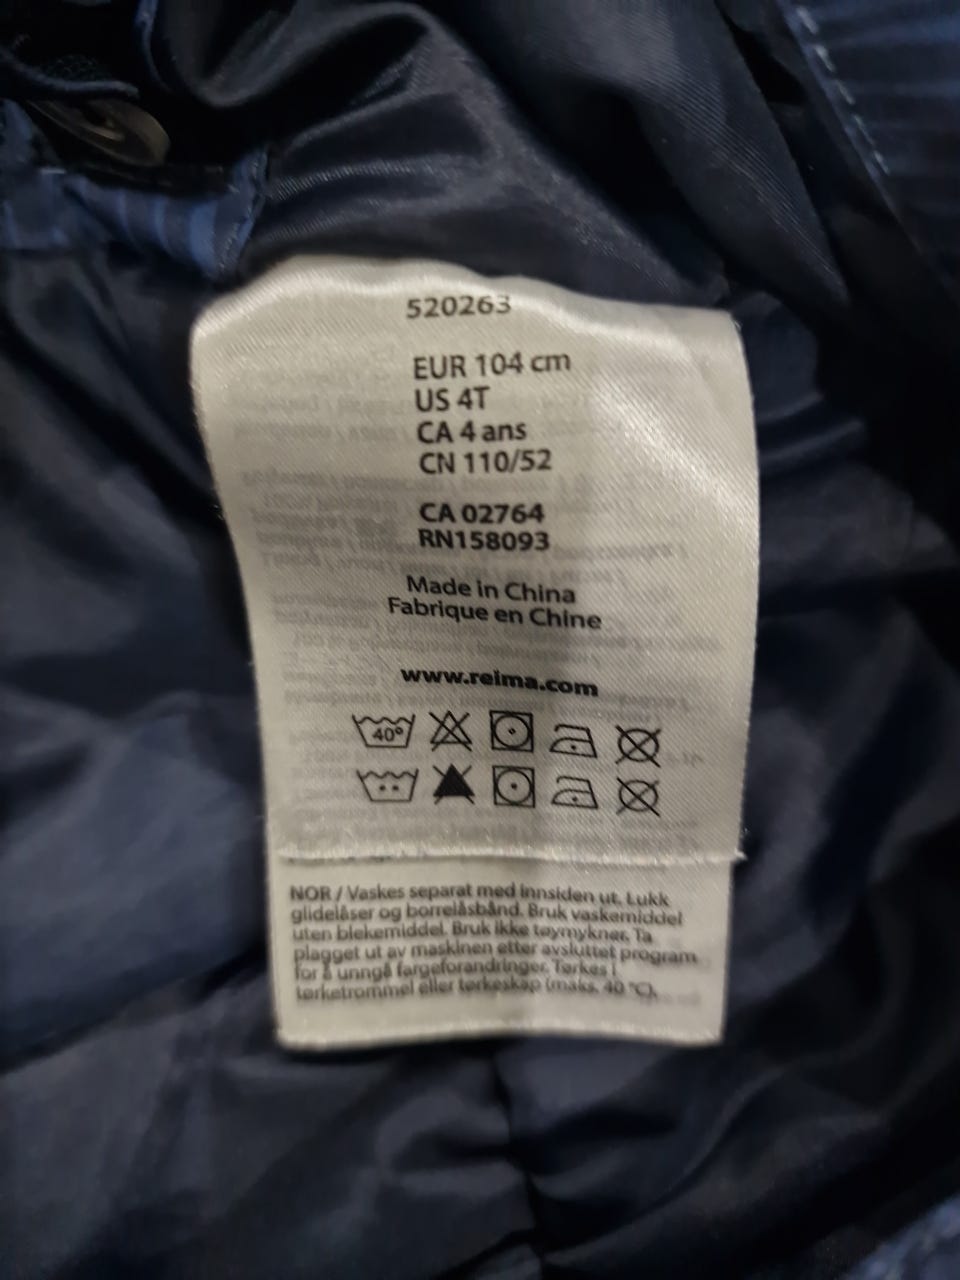 520263
EUR 104 cm
US 4T
CA 4 ans
CN 110/52
CA 02764
RN158093
Made in China
Fabrique en Chine
www.reima.com
40°
NOR / Vaskes separat med innsiden ut. Lukk
glidelåser og borrelåsbånd. Bruk vaskemiddel
uten blekemiddel. Bruk ikke tøymykner. Ta
plagget ut av maskinen etter avsluttet program
for å unngå fargeforandringer. Tørkes i
tørketrommel eller tørkeskap (maks. 40 °C).